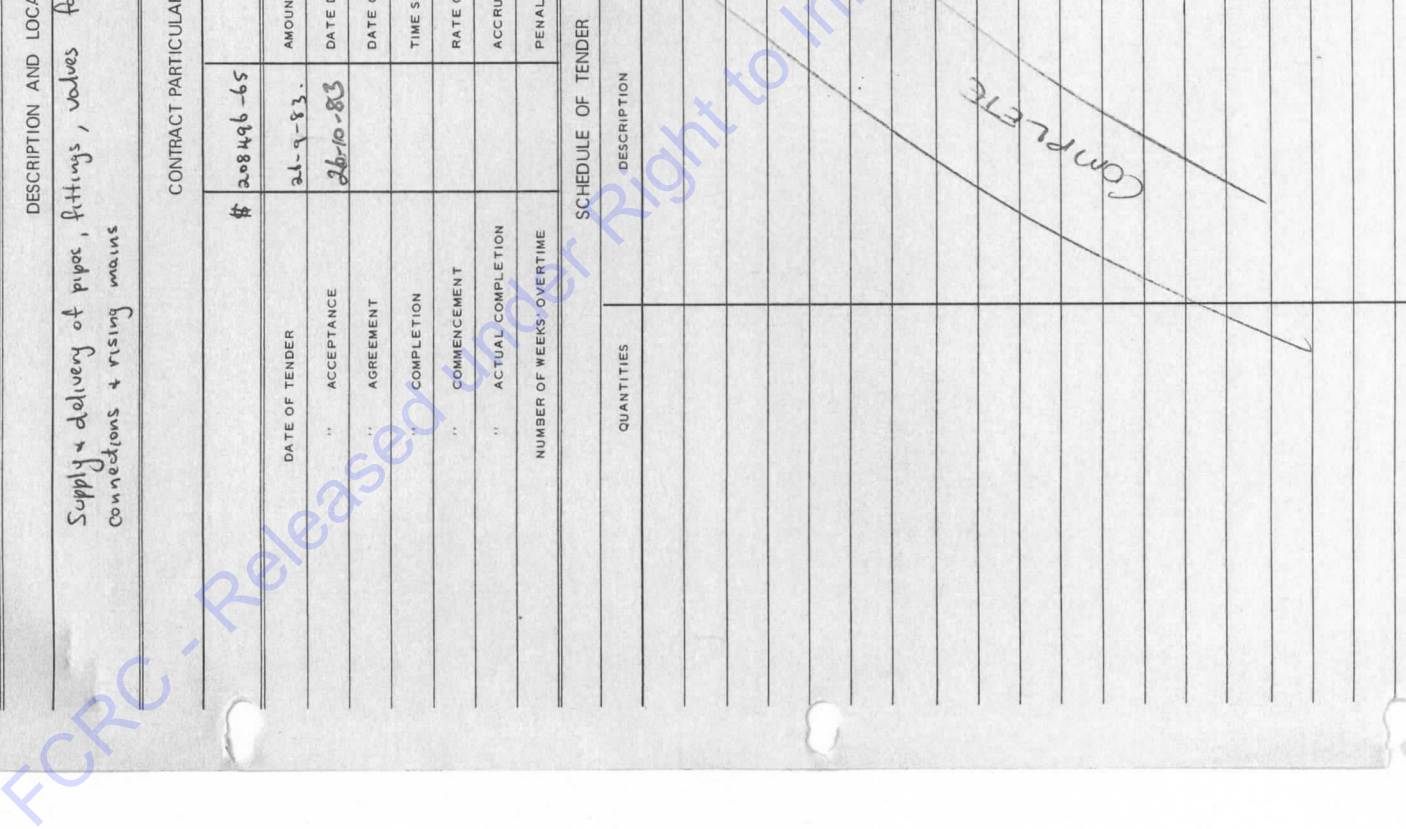 DESCRIPTION AND LOCA
Supply & delivery of pipes, fittings, valves
connections & rising mains
CONTRACT PARTICULAR
$ 208496-65
DATE OF TENDER 26-9-83. AMOUN
" ACCEPTANCE 26-10-83 DATE
" AGREEMENT DATE
" COMPLETION TIME S
" COMMENCEMENT RATE
" ACTUAL COMPLETION ACCRU
NUMBER OF WEEKS OVERTIME PENAL
SCHEDULE OF TENDER
QUANTITIES DESCRIPTION
COMPLETE
FCRC - Released under Right to In